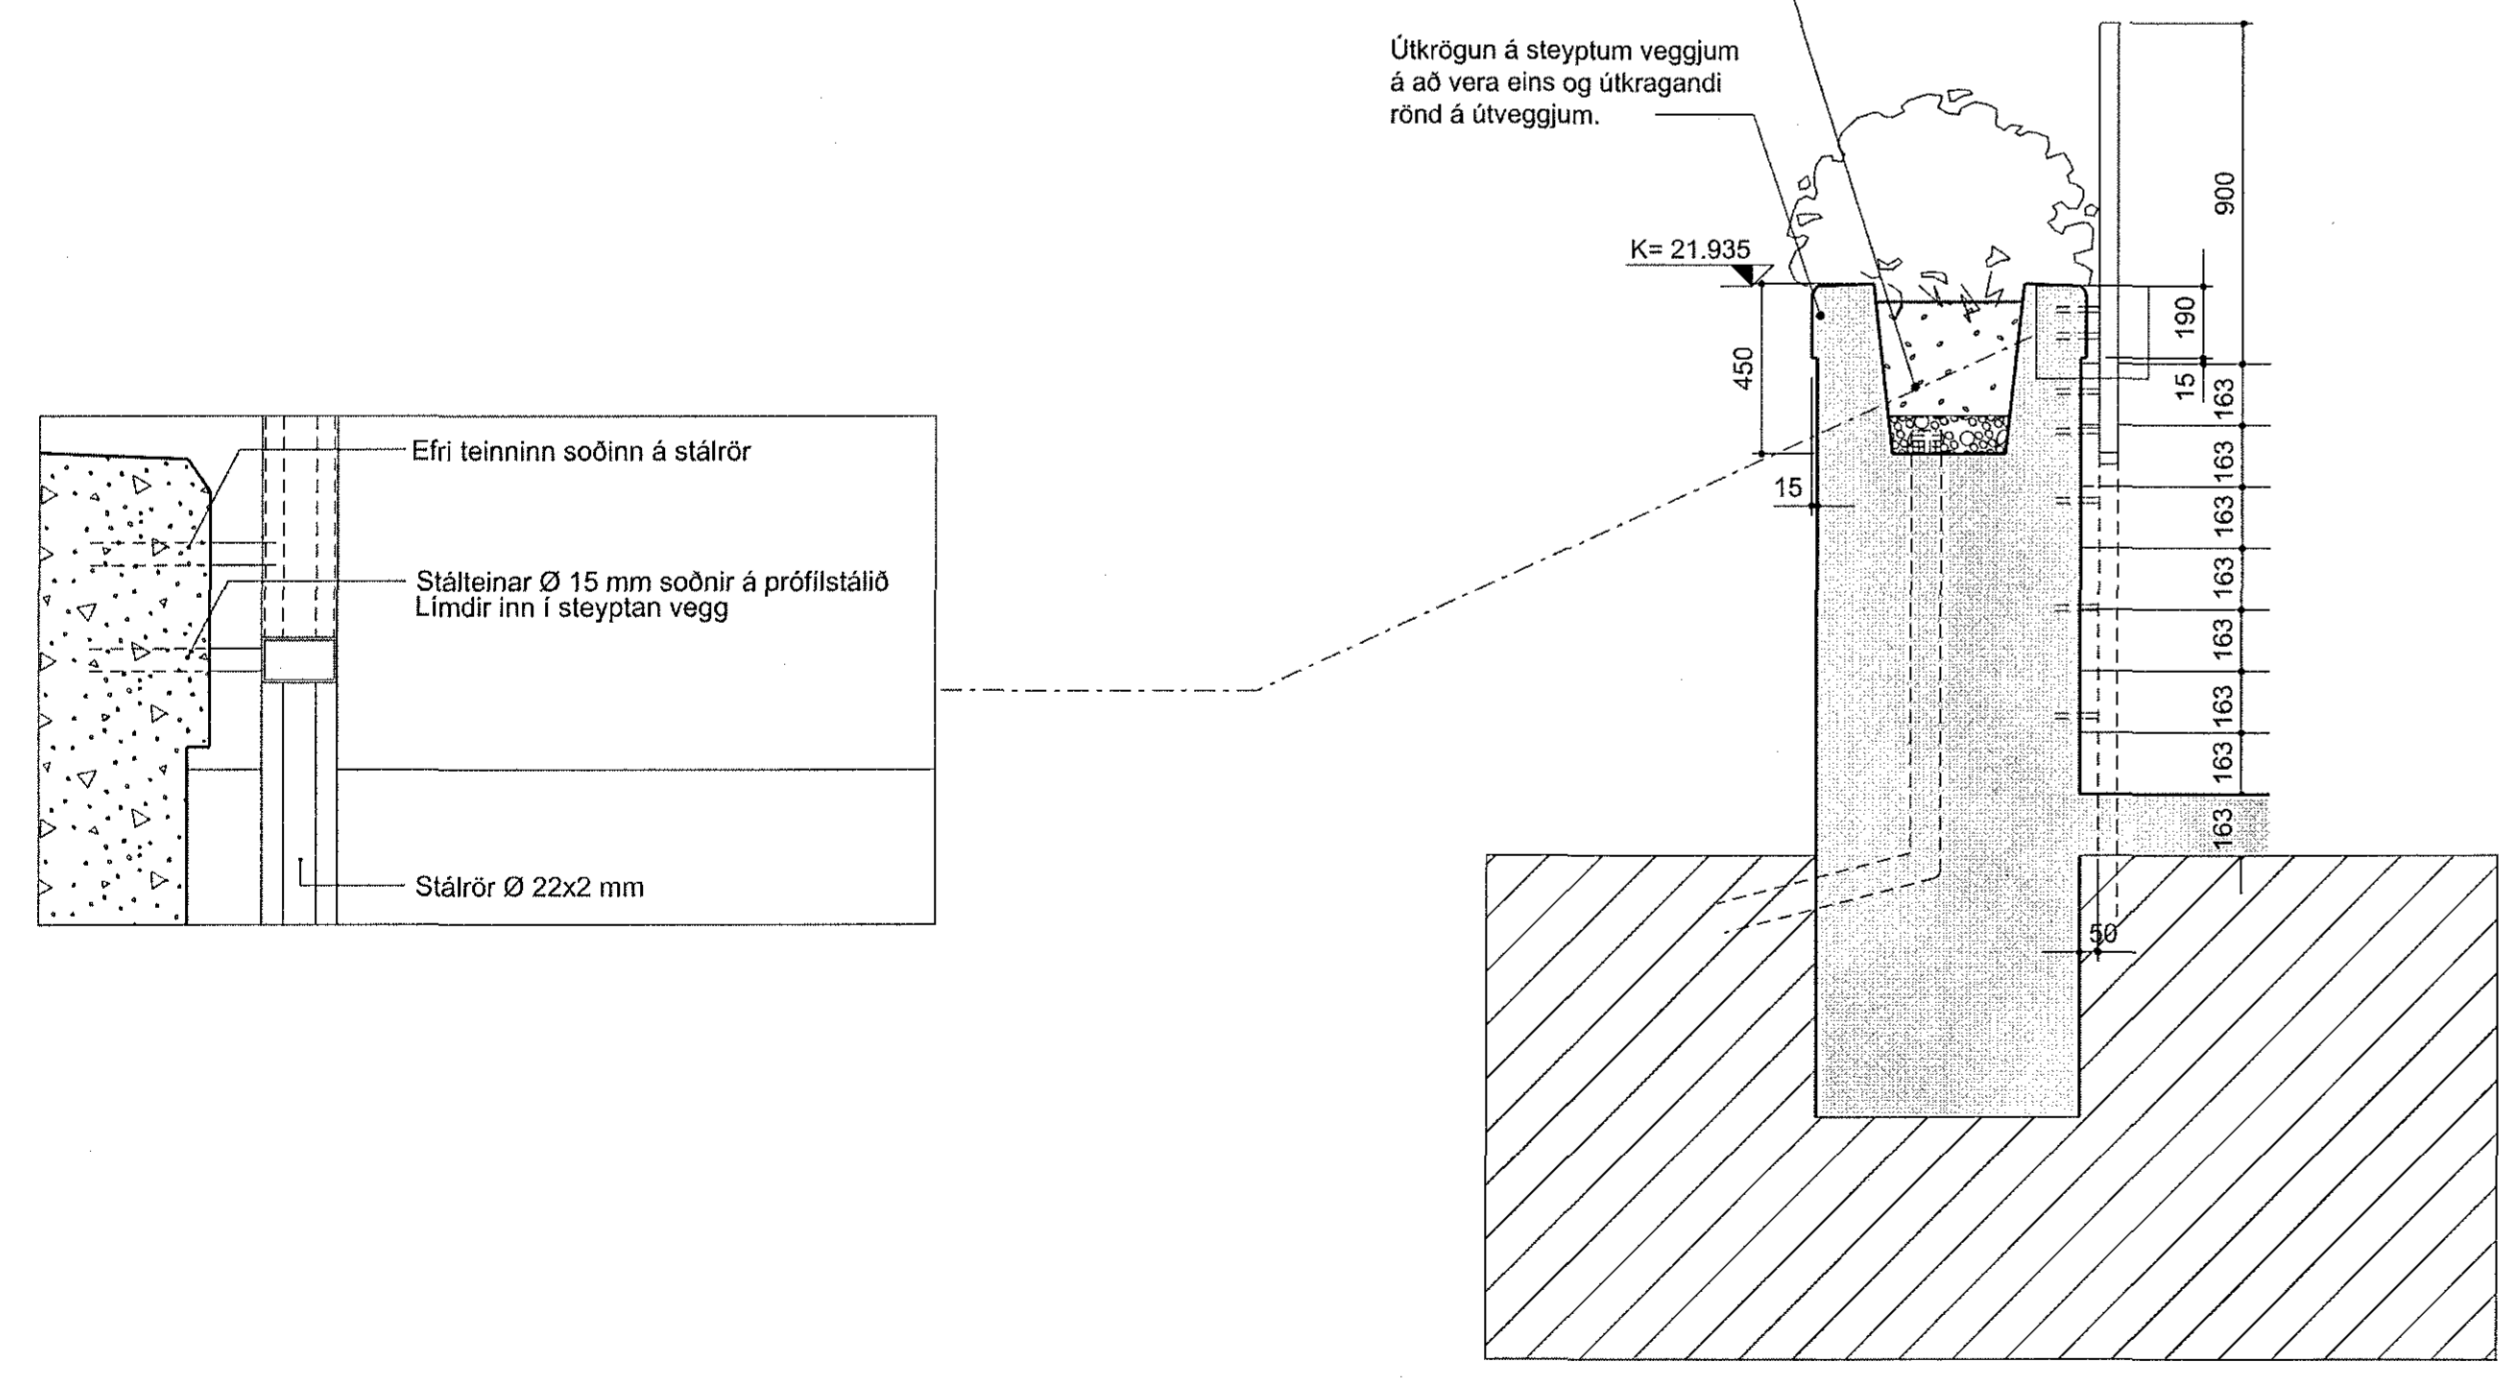 Útkrögun á steyptum veggjum
á að vera eins og útkragandi
rönd á útveggjum.
K= 21.935
900
190
15
450
15
163
163
163
163
163
163
163
163
50
Efri teinninn soðinn á stálrör
Stálteinar Ø 15 mm soðnir á prófílstálið
Límdir inn í steyptan vegg
Stálrör Ø 22x2 mm